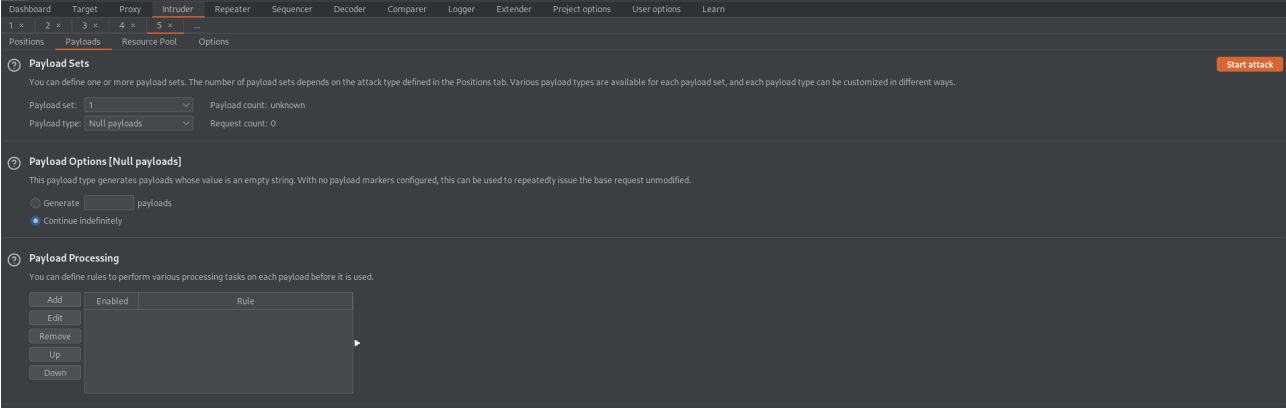 Dashboard Target Proxy Intruder Repeater Sequencer Decoder Comparer Logger Extender Project options User options Learn
1 × 2 × 3 × 4 × 5 × ...
Positions Payloads Resource Pool Options
? Payload Sets Start attack
You can define one or more payload sets. The number of payload sets depends on the attack type defined in the Positions tab. Various payload types are available for each payload set, and each payload type can be customized in different ways.
Payload set: 1 Payload count: unknown
Payload type: Null payloads Request count: 0
? Payload Options [Null payloads]
This payload type generates payloads whose value is an empty string. With no payload markers configured, this can be used to repeatedly issue the base request unmodified.
Generate payloads
Continue indefinitely
? Payload Processing
You can define rules to perform various processing tasks on each payload before it is used.
Add Enabled Rule
Edit
Remove
Up
Down